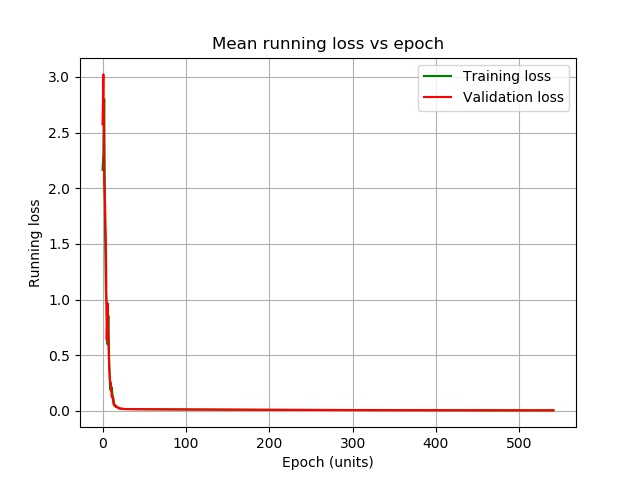 Mean running loss vs epoch
Training loss
Validation loss
3.0
2.5
2.0
1.5
1.0
0.5
0.0
Running loss
0 100 200 300 400 500
Epoch (units)